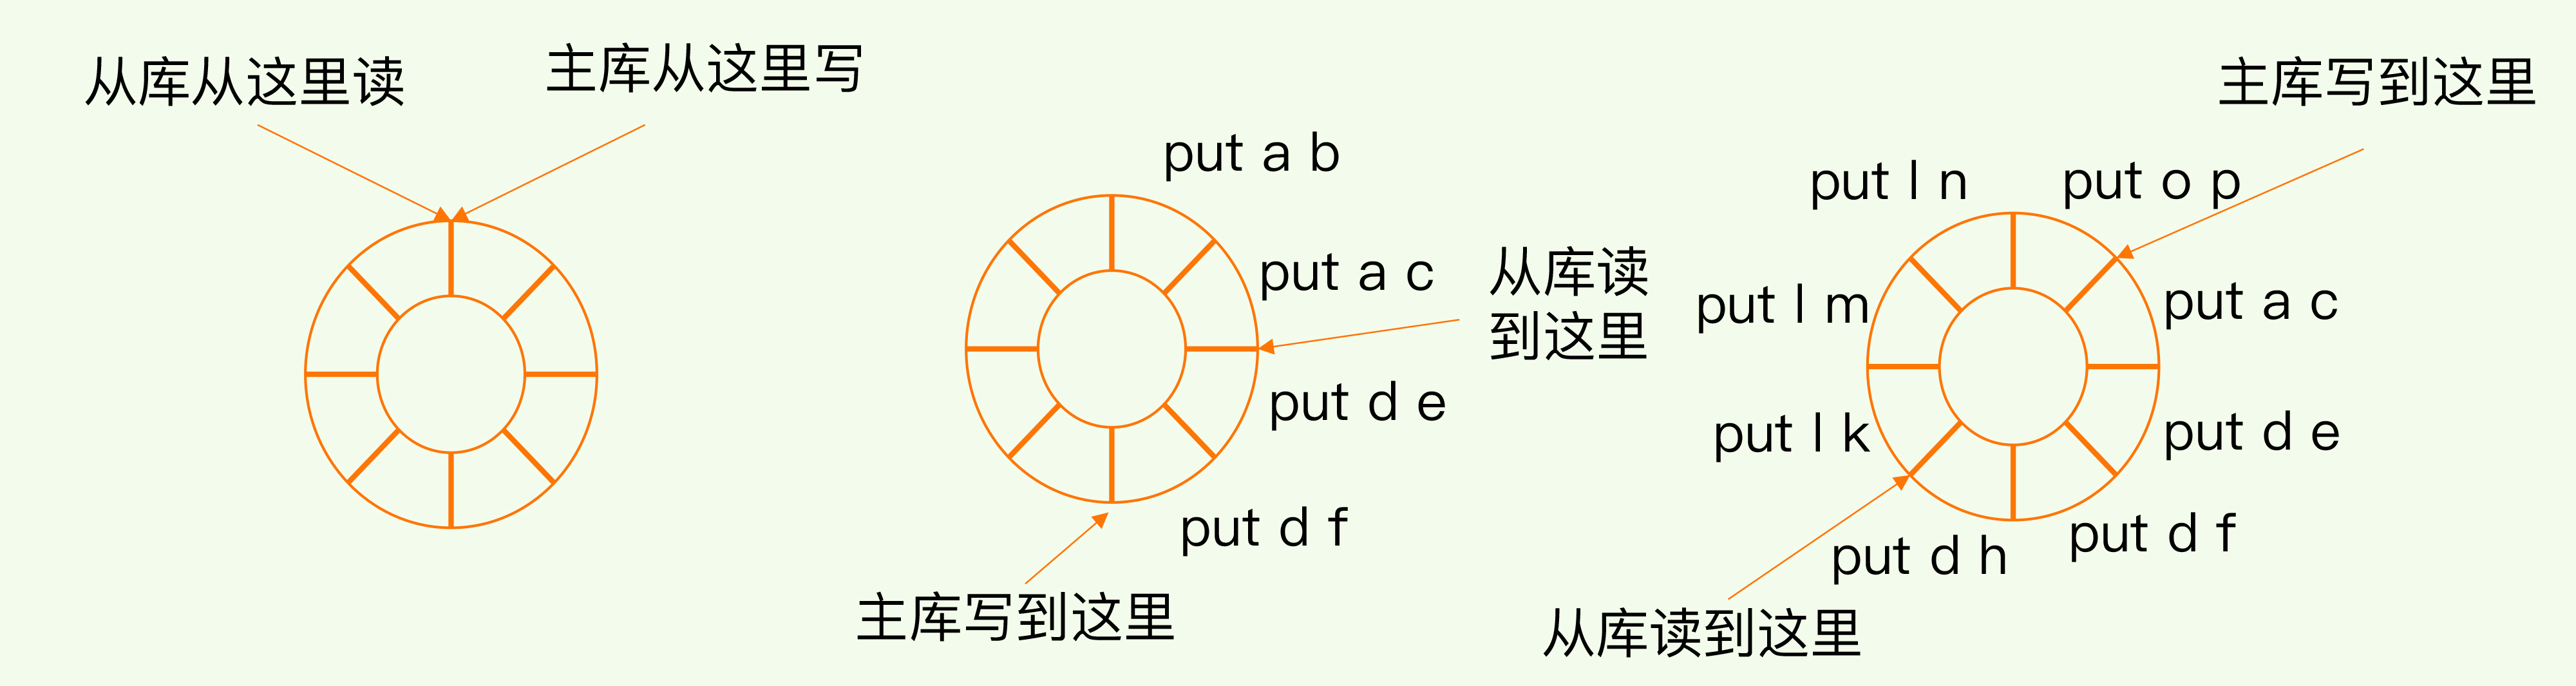 从库从这里读
主库从这里写
put a b
put a c
从库读
到这里
put d e
put d f
主库写到这里
主库写到这里
put l n
put o p
put l m
put a c
put l k
put d e
put d h
put d f
从库读到这里